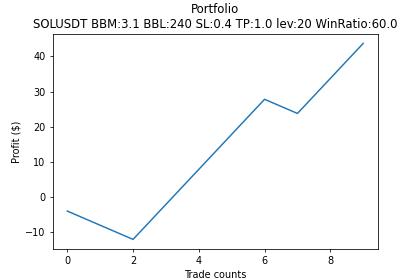 Portfolio
SOLUSDT BBM:3.1 BBL:240 SL:0.4 TP:1.0 lev:20 WinRatio:60.0
Profit ($)
40
30
20
10
0
−10
0 2 4 6 8
Trade counts